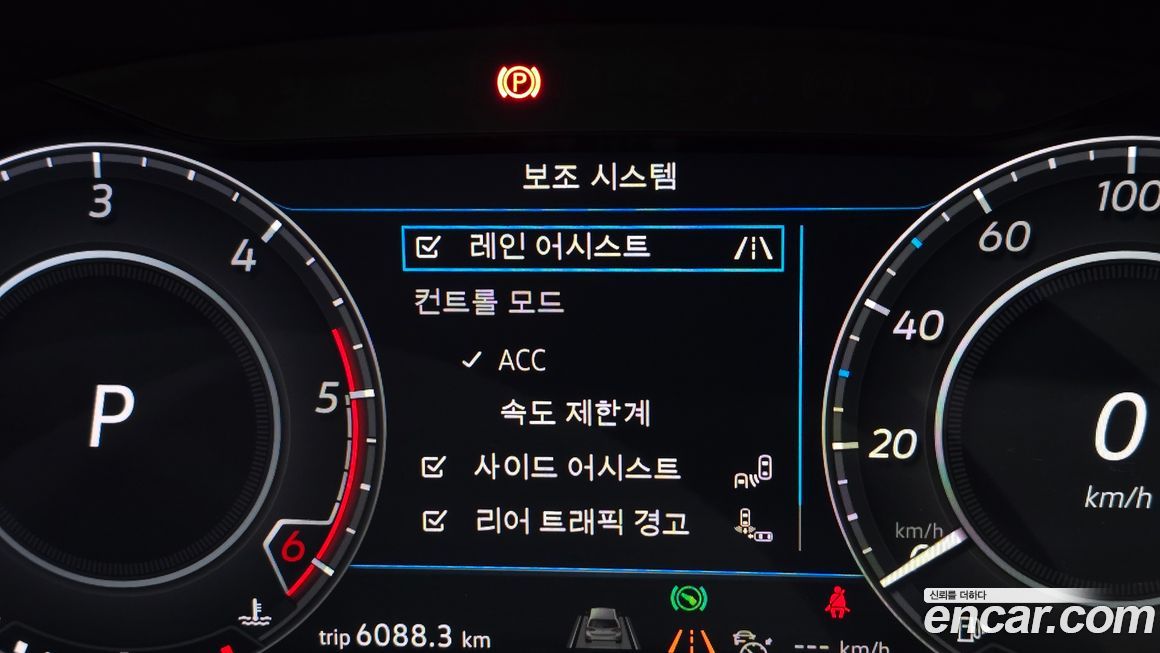 P
보조 시스템
레인 어시스트
컨트롤 모드
ACC
속도 제한계
사이드 어시스트
리어 트래픽 경고
3
4
5
6
P
100
60
40
20
0
km/h
km/h
trip 6088.3 km
--- km/h
신뢰를 더하다
encar.com